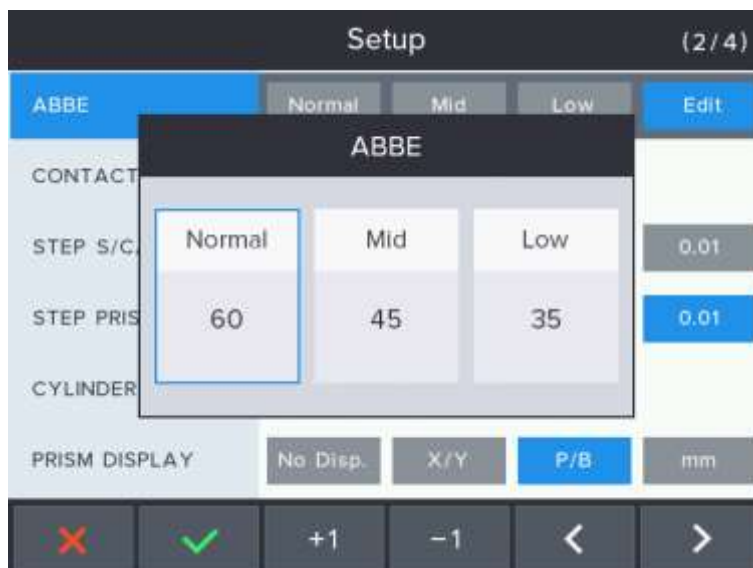 Setup (2/4)
ABBE Normal Mid Low Edit
ABBE
CONTACT
Normal Mid Low
STEP S/C, 0.01
60 45 35
STEP PRIS 0.01
CYLINDER
PRISM DISPLAY No Disp. X/Y P/B mm
+1 -1 < >